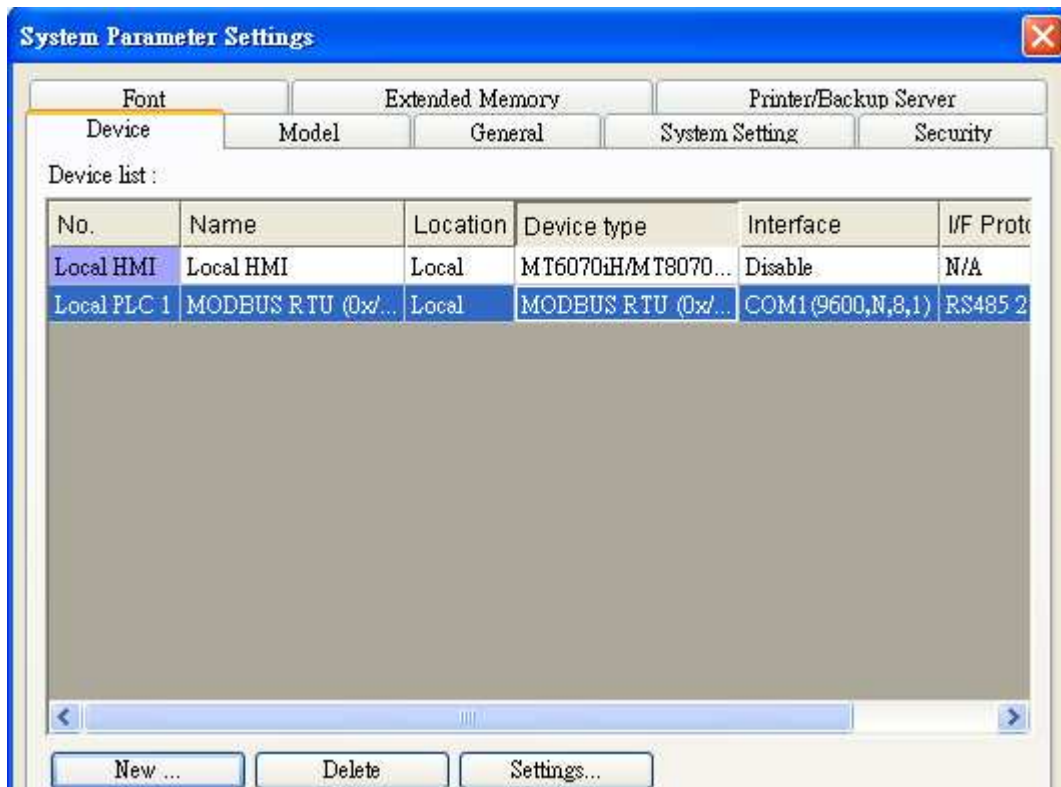 System Parameter Settings
Font Extended Memory Printer/Backup Server
Device Model General System Setting Security
Device list :
No. Name Location Device type Interface I/F Proto
Local HMI Local HMI Local MT6070iH/MT8070... Disable N/A
Local PLC 1 MODBUS RTU (0x/... Local MODBUS RTU (0x/... COM1(9600,N,8,1) RS485 2
New ... Delete Settings...